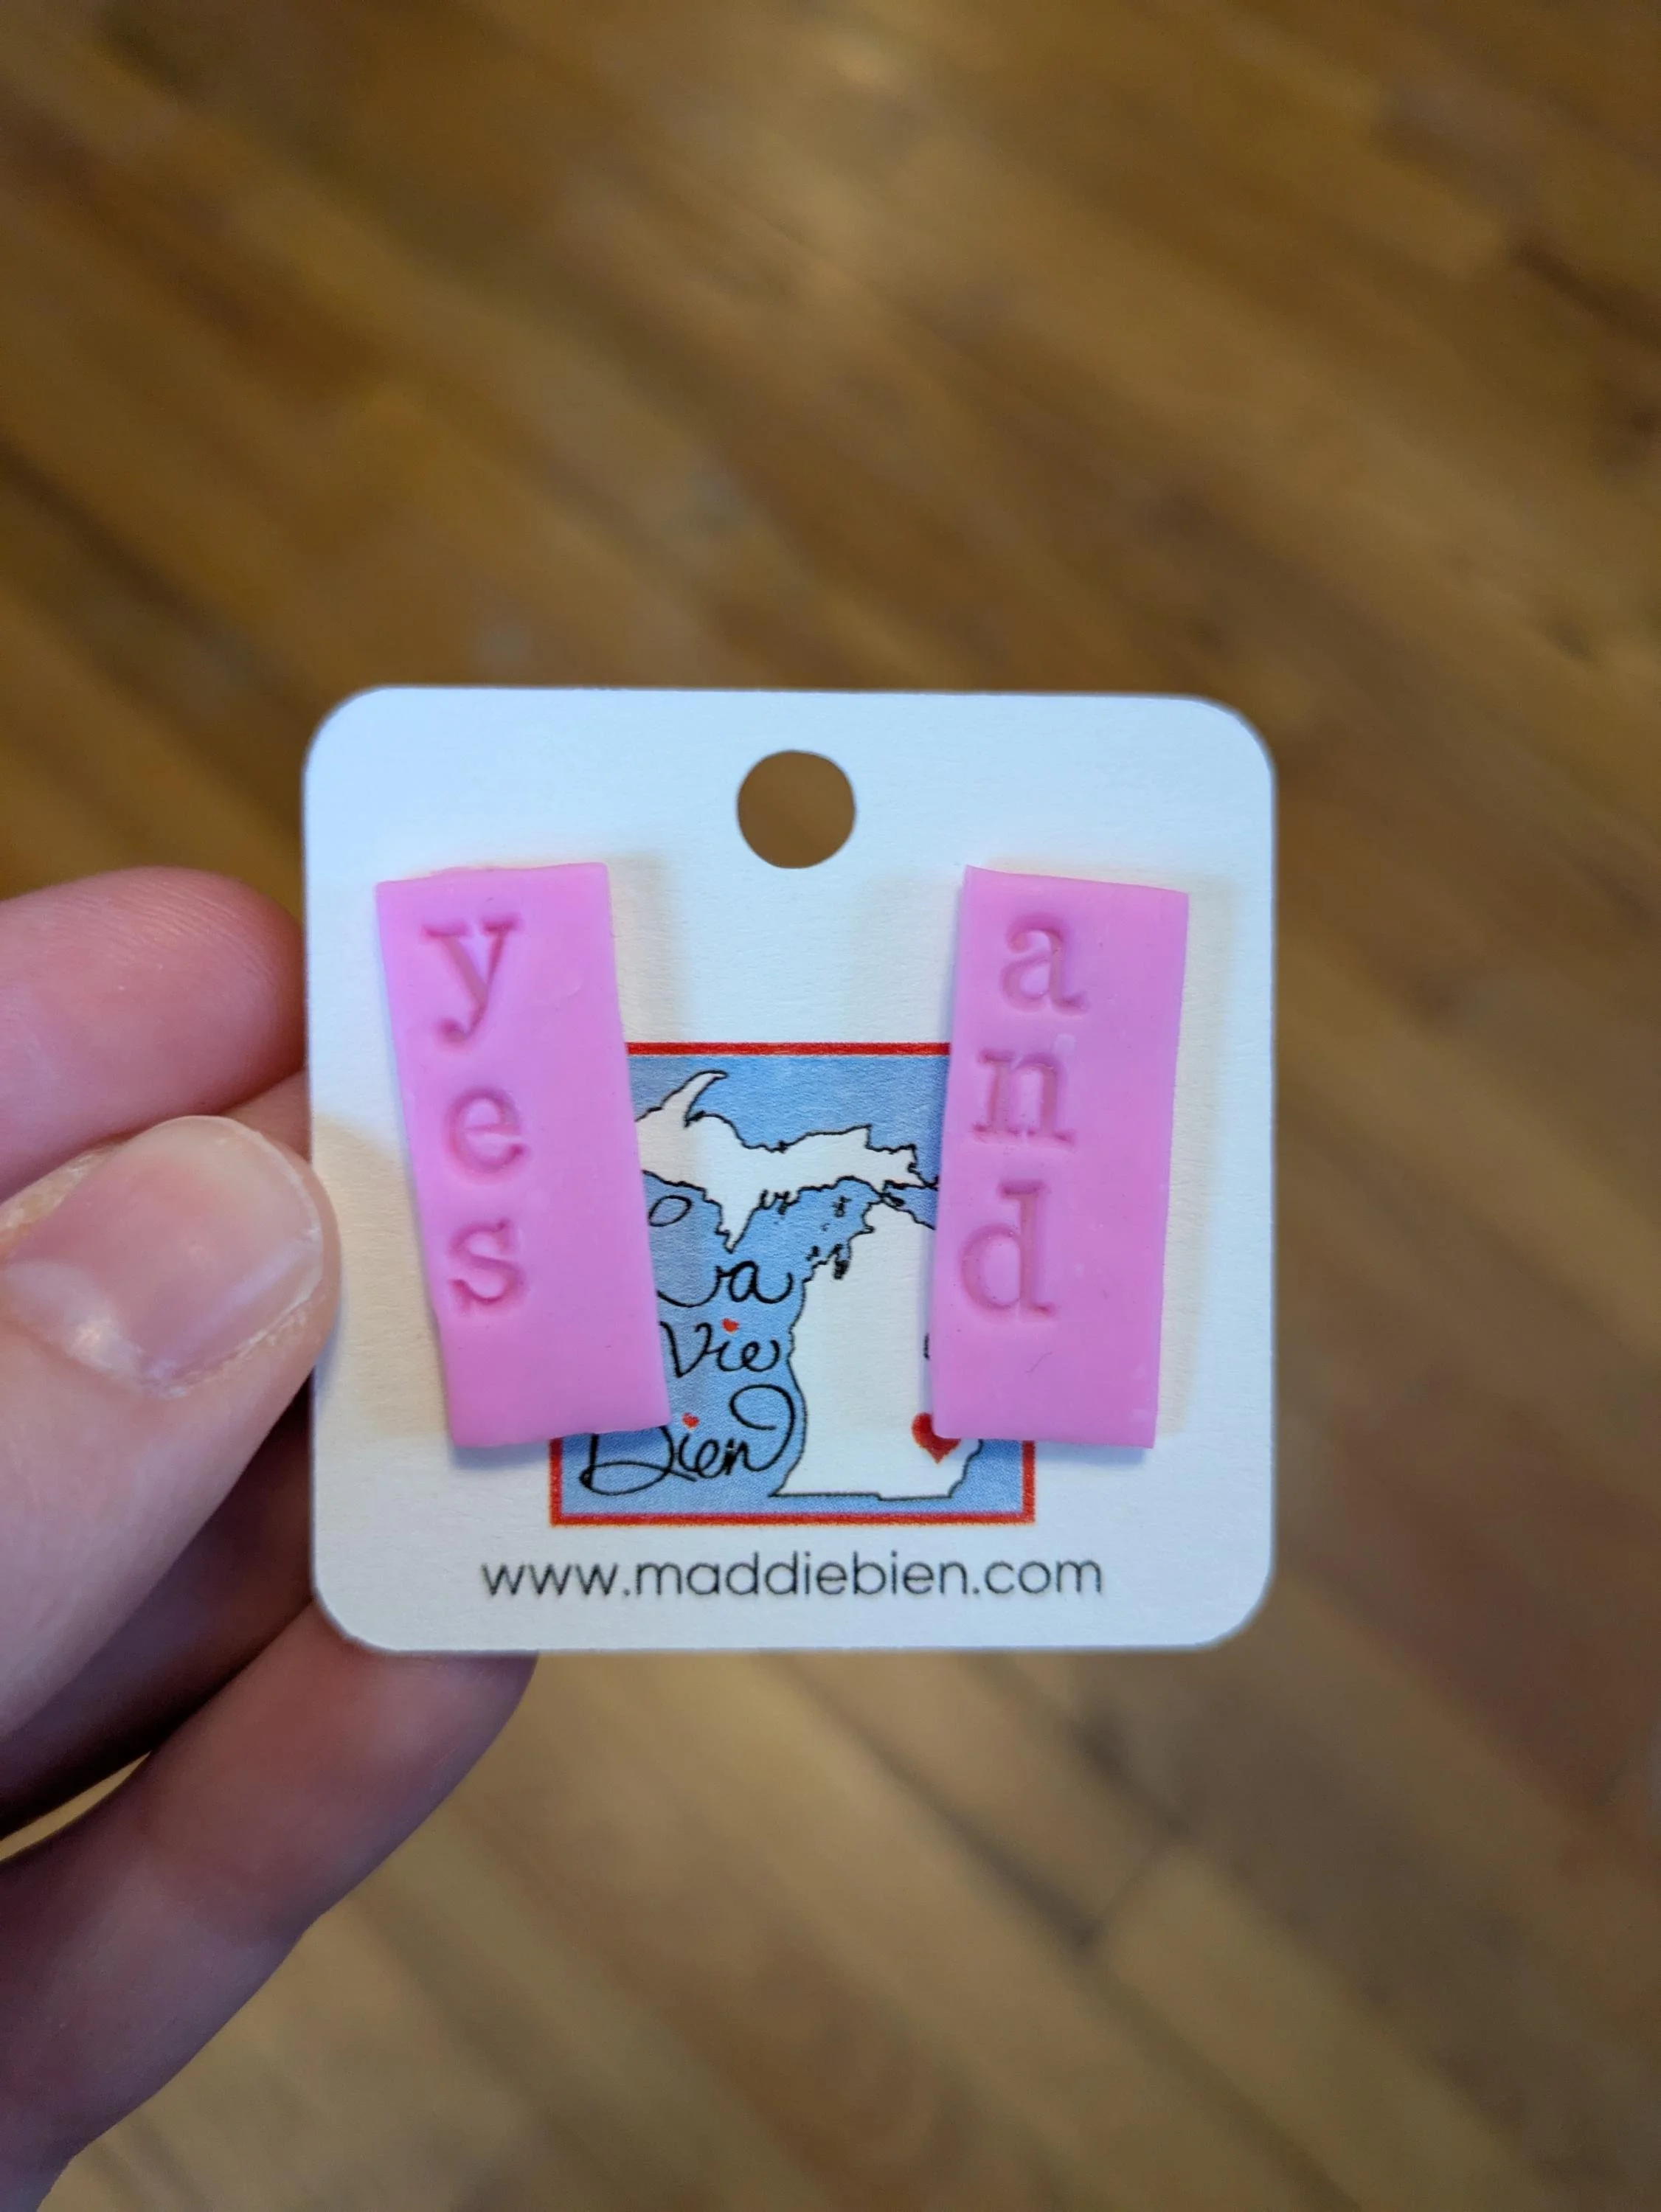 yes
and
La
Vie
Bien
www.maddiebien.com